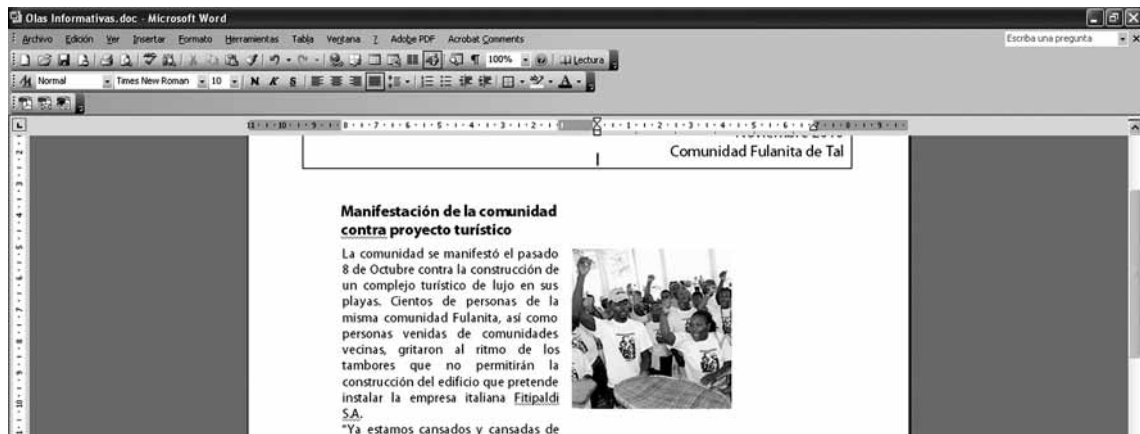 Olas Informativas.doc - Microsoft Word
Archivo Edición Ver Insertar Formato Herramientas Tabla Ventana ? Adobe PDF Acrobat Comments Escriba una pregunta
100% Lectura
Normal Times New Roman 10 N K S
Comunidad Fulanita de Tal
Manifestación de la comunidad
contra proyecto turístico
La comunidad se manifestó el pasado
8 de Octubre contra la construcción de
un complejo turístico de lujo en sus
playas. Cientos de personas de la
misma comunidad Fulanita, así como
personas venidas de comunidades
vecinas, gritaron al ritmo de los
tambores que no permitirán la
construcción del edificio que pretende
instalar la empresa italiana Fitipaldi
S.A.
"Ya estamos cansados y cansadas de